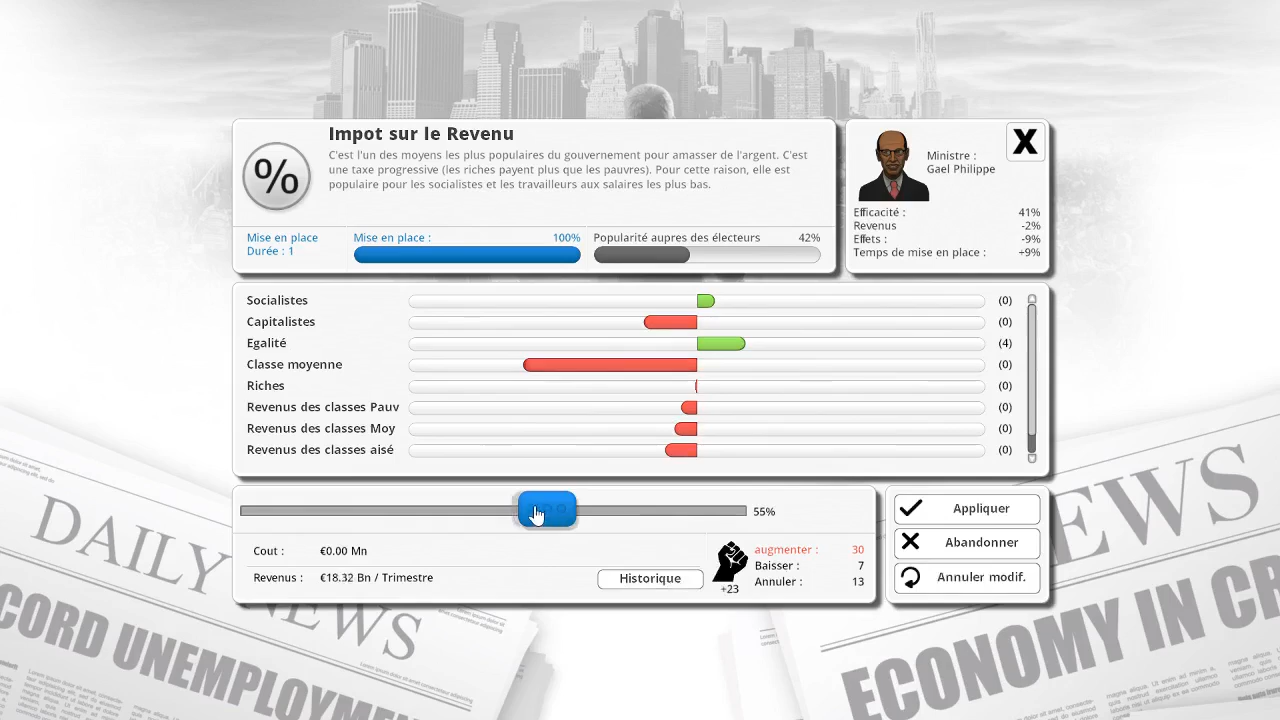 Impot sur le Revenu
C'est l'un des moyens les plus populaires du gouvernement pour amasser de l'argent. C'est
une taxe progressive (les riches payent plus que les pauvres). Pour cette raison, elle est
populaire pour les socialistes et les travailleurs aux salaires les plus bas.
%
Mise en place
Durée : 1
Mise en place :
100%
Popularité aupres des électeurs
42%
X
Ministre :
Gael Philippe
Efficacité :
41%
Revenus
-2%
Effets :
-9%
Temps de mise en place :
+9%
Socialistes
(0)
Capitalistes
(0)
Egalité
(4)
Classe moyenne
(0)
Riches
(0)
Revenus des classes Pauv
(0)
Revenus des classes Moy
(0)
Revenus des classes aisé
(0)
55%
Cout :
€0.00 Mn
Revenus :
€18.32 Bn / Trimestre
Historique
+23
augmenter :
30
Baisser :
7
Annuler :
13
Appliquer
Abandonner
Annuler modif.
DAILY NEWS
CORD UNEMPLOYME
EWS
ECONOMY IN CR